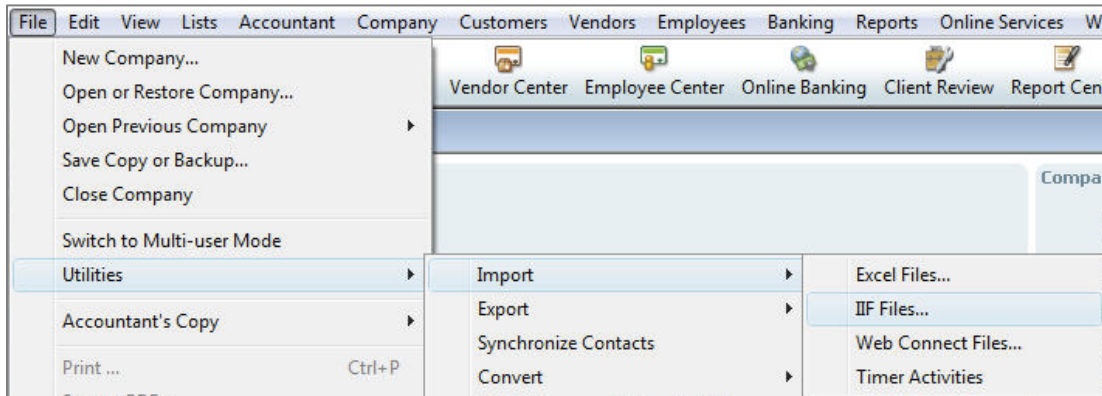 File Edit View Lists Accountant Company Customers Vendors Employees Banking Reports Online Services
New Company...
Vendor Center Employee Center Online Banking Client Review Report Cen
Open or Restore Company...
Open Previous Company
Save Copy or Backup...
Compa
Close Company
Switch to Multi-user Mode
Utilities Import Excel Files...
Export IIF Files...
Accountant's Copy
Synchronize Contacts Web Connect Files...
Print ... Ctrl+P
Convert Timer Activities